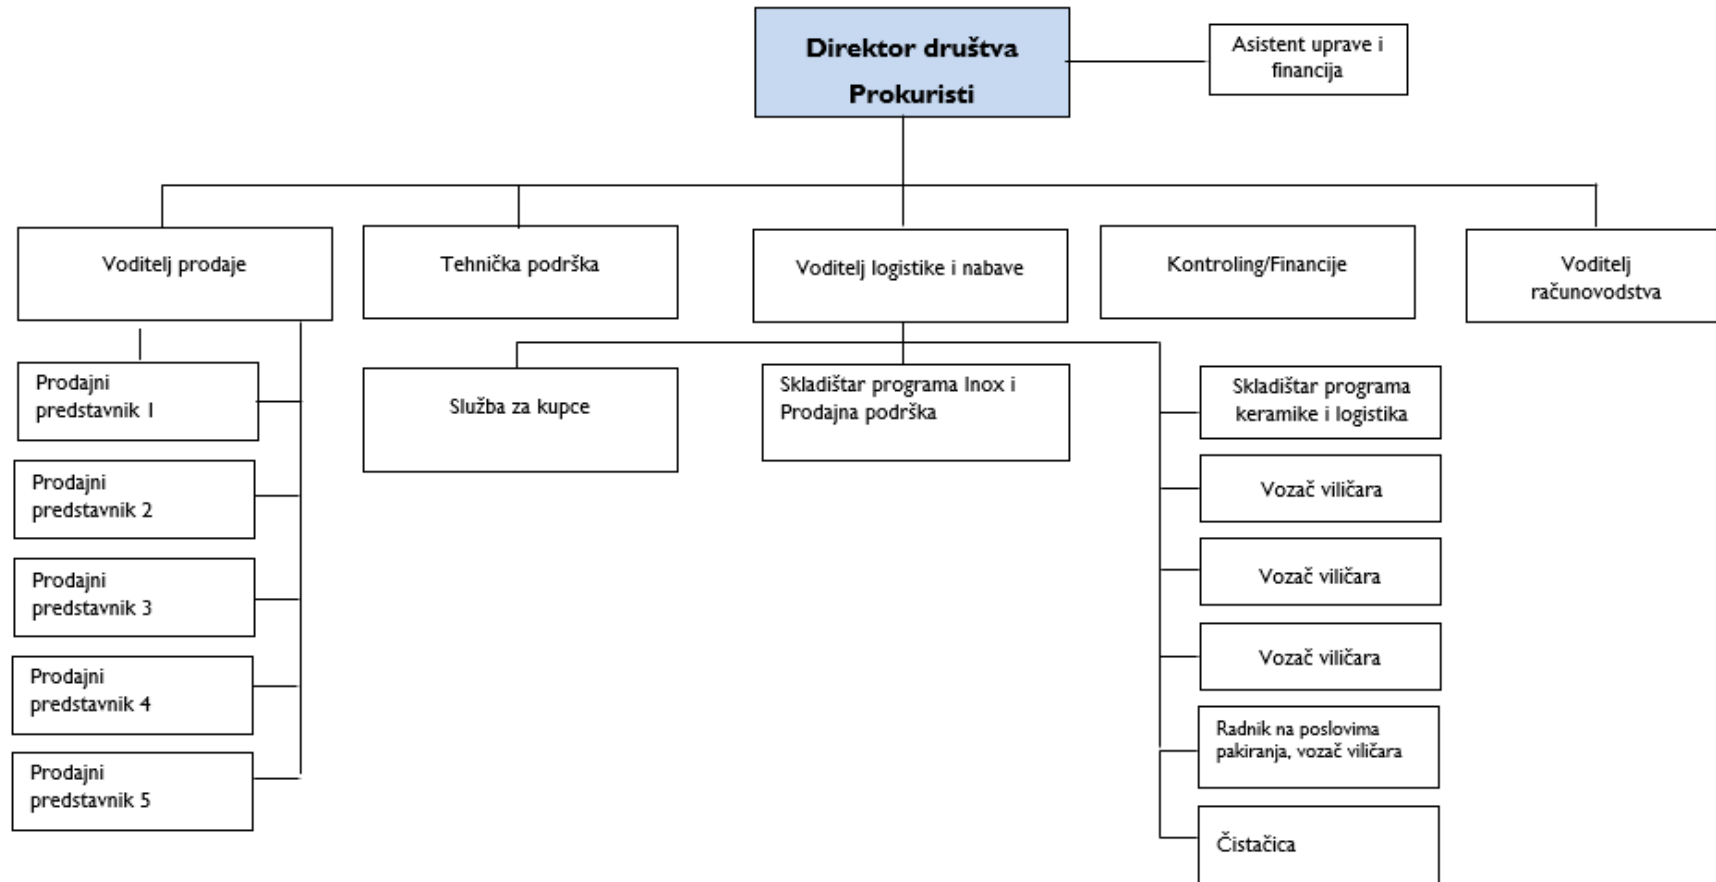 Direktor društva
Prokuristi
Asistent uprave i
financija
Voditelj prodaje
Tehnička podrška
Voditelj logistike i nabave
Kontroling/Financije
Voditelj
računovodstva
Prodajni
predstavnik 1
Prodajni
predstavnik 2
Prodajni
predstavnik 3
Prodajni
predstavnik 4
Prodajni
predstavnik 5
Služba za kupce
Skladištar programa Inox i
Prodajna podrška
Skladištar programa
keramike i logistika
Vozač viličara
Vozač viličara
Vozač viličara
Radnik na poslovima
pakiranja, vozač viličara
Čistačica